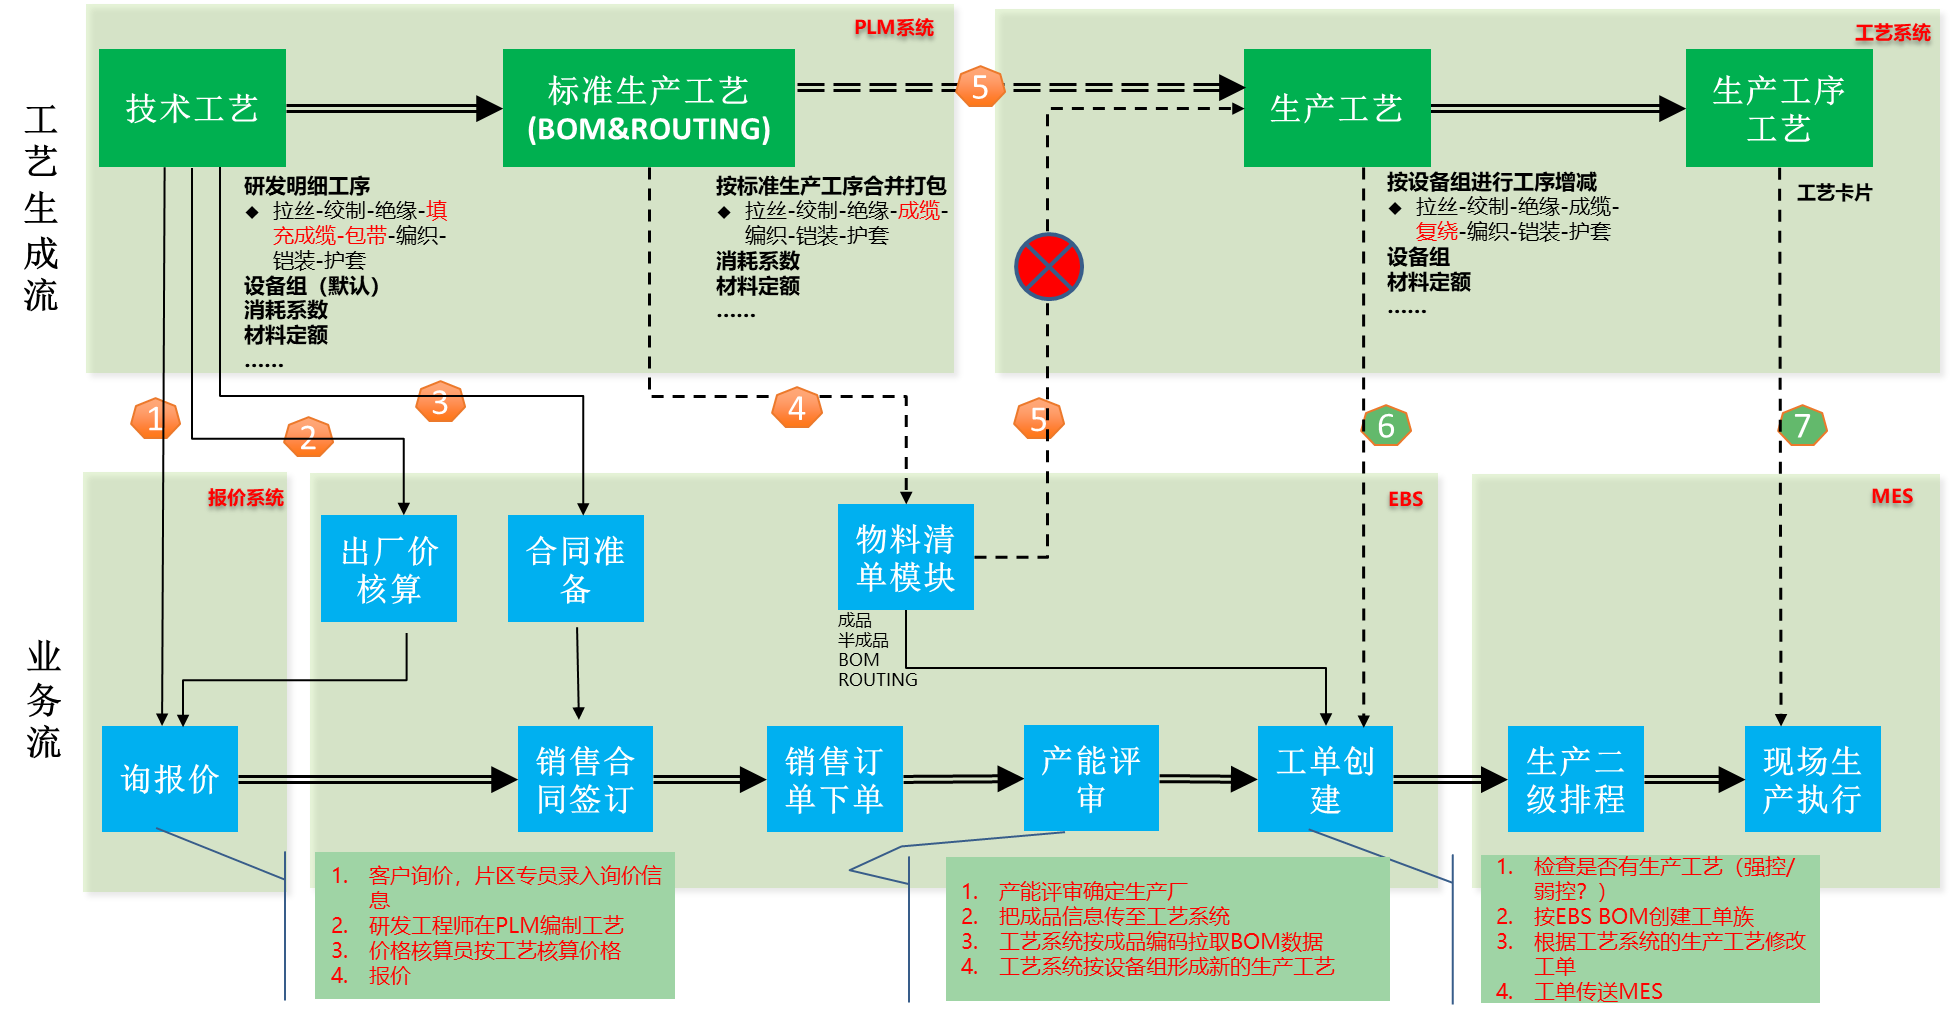 工艺生成流
PLM系统
技术工艺
标准生产工艺
(BOM&ROUTING)
研发明细工序
◆ 拉丝-绞制-绝缘-填
充成缆-包带-编织-
铠装-护套
设备组（默认）
消耗系数
材料定额
......
按标准生产工序合并打包
◆ 拉丝-绞制-绝缘-成缆-
编织-铠装-护套
消耗系数
材料定额
......
5
工艺系统
生产工艺
生产工序
工艺
按设备组进行工序增减
◆ 拉丝-绞制-绝缘-成缆-
复绕-编织-铠装-护套
设备组
材料定额
......
工艺卡片
1
2
3
4
5
6
7
业务流
报价系统
EBS
MES
出厂价
核算
合同准
备
物料清
单模块
成品
半成品
BOM
ROUTING
询报价
销售合
同签订
销售订
单下单
产能评
审
工单创
建
生产二
级排程
现场生
产执行
1. 客户询价，片区专员录入询价信
息
2. 研发工程师在PLM编制工艺
3. 价格核算员按工艺核算价格
4. 报价
1. 产能评审确定生产厂
2. 把成品信息传至工艺系统
3. 工艺系统按成品编码拉取BOM数据
4. 工艺系统按设备组形成新的生产工艺
1. 检查是否有生产工艺（强控/
弱控？）
2. 按EBS BOM创建工单族
3. 根据工艺系统的生产工艺修改
工单
4. 工单传送MES